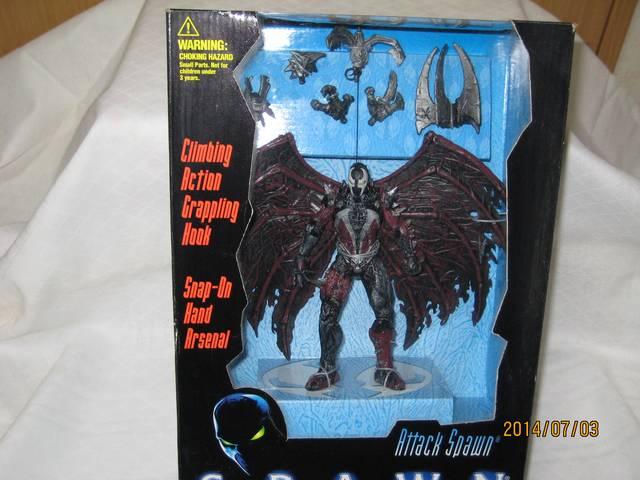 WARNING:
CHOKING HAZARD
Small Parts. Not for
children under
3 years.
Climbing
Action
Grappling
Hook
Snap-On
Hand
Arsenal
Attack Spawn®
2014/07/03
SPAWN®